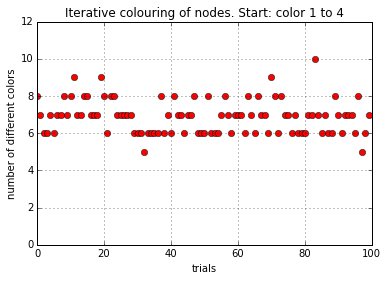 Iterative colouring of nodes. Start: color 1 to 4
number of different colors
12
10
8
6
4
2
0
0 20 40 60 80 100
trials